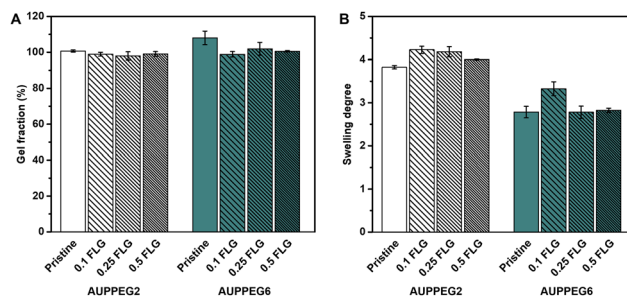 A
Gel fraction (%)
120
100
80
60
40
20
0
Pristine
0.1 FLG
0.25 FLG
0.5 FLG
Pristine
0.1 FLG
0.25 FLG
0.5 FLG
AUPPEG2
AUPPEG6
B
Swelling degree
5
4
3
2
1
0
Pristine
0.1 FLG
0.25 FLG
0.5 FLG
Pristine
0.1 FLG
0.25 FLG
0.5 FLG
AUPPEG2
AUPPEG6